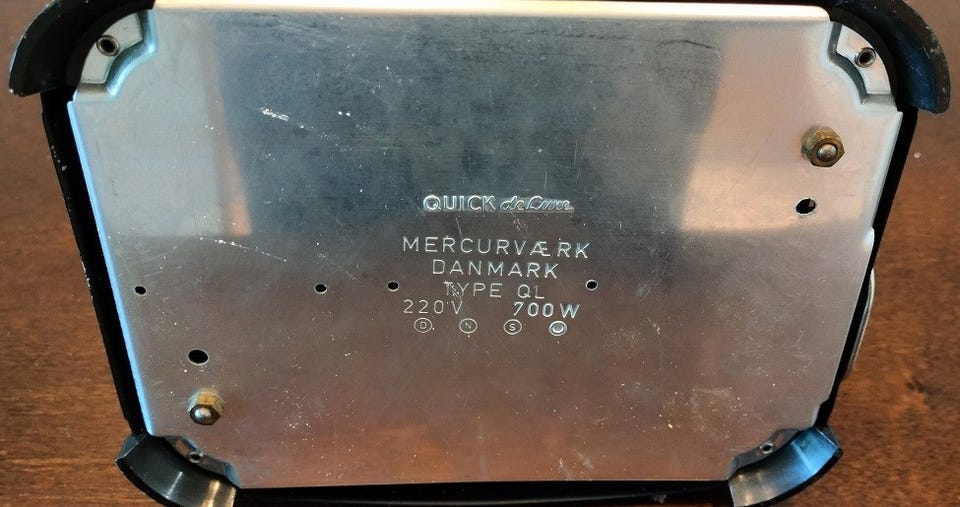 QUICK de Luxe
MERCURVÆRK
DANMARK
TYPE QL
220V 700W
D N S